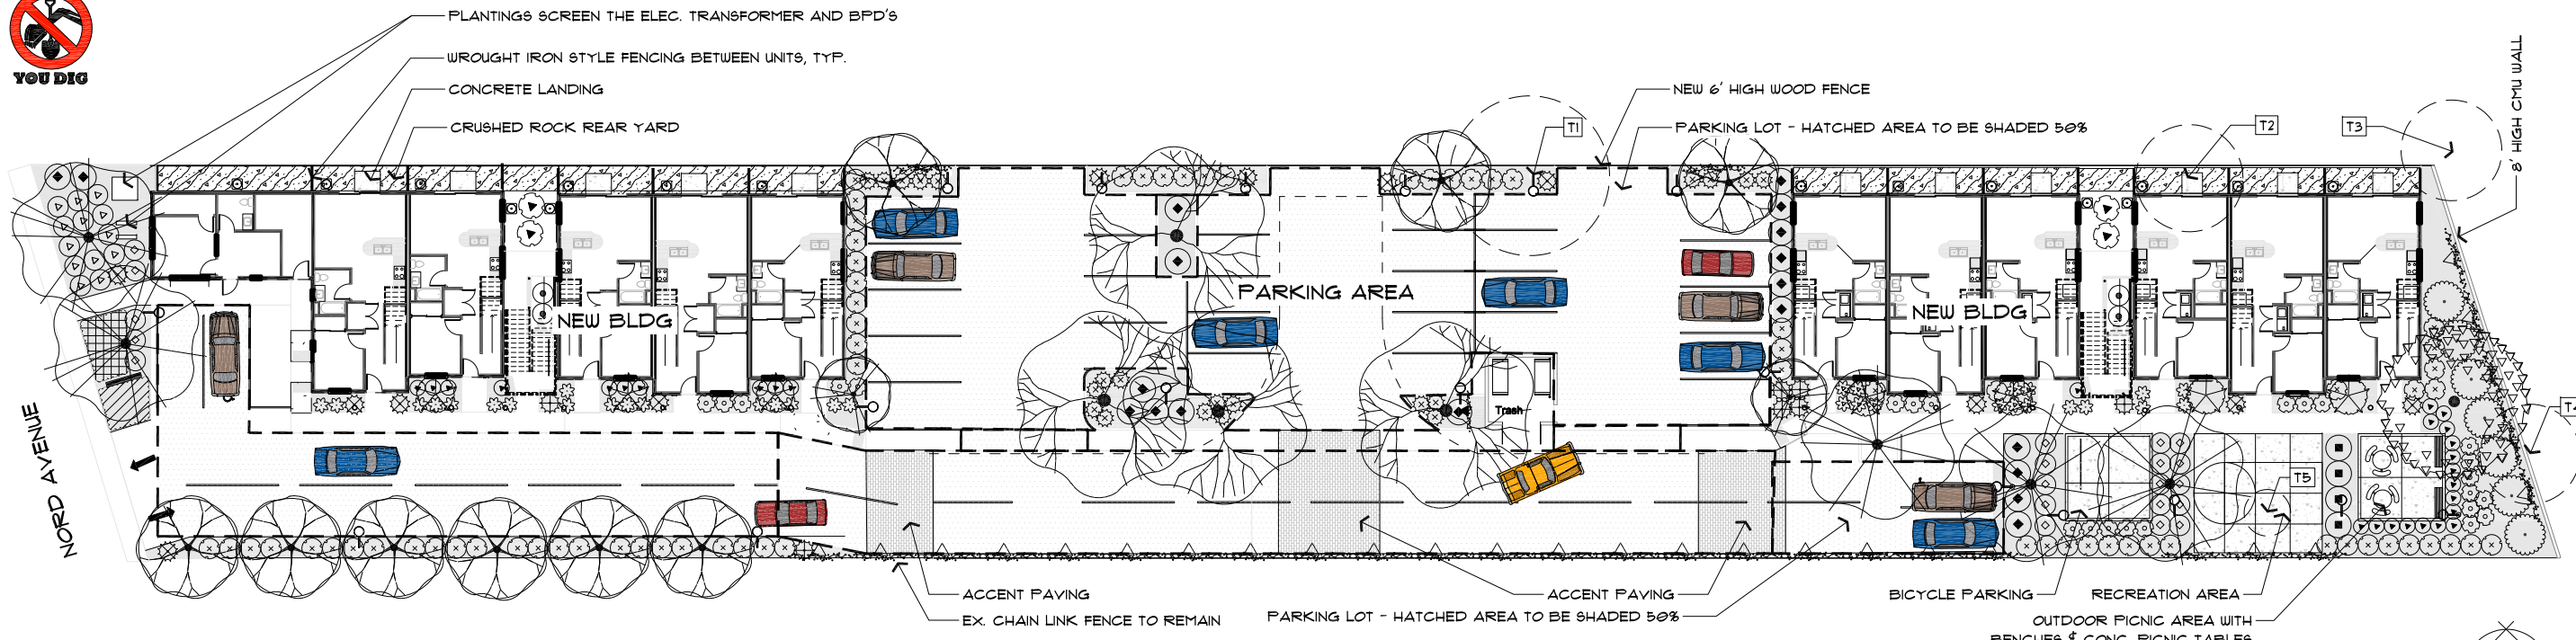 YOU DIG
PLANTINGS SCREEN THE ELEC. TRANSFORMER AND BPD'S
WROUGHT IRON STYLE FENCING BETWEEN UNITS, TYP.
CONCRETE LANDING
CRUSHED ROCK REAR YARD
NEW 6' HIGH WOOD FENCE
PARKING LOT - HATCHED AREA TO BE SHADED 50%
T1
T2
T3
8' HIGH CMU WALL
NEW BLDG
PARKING AREA
NEW BLDG
Trash
NORD AVENUE
T5
ACCENT PAVING
EX. CHAIN LINK FENCE TO REMAIN
ACCENT PAVING
PARKING LOT - HATCHED AREA TO BE SHADED 50%
BICYCLE PARKING
RECREATION AREA
OUTDOOR PICNIC AREA WITH
BENCHES & CONC. PICNIC TABLES